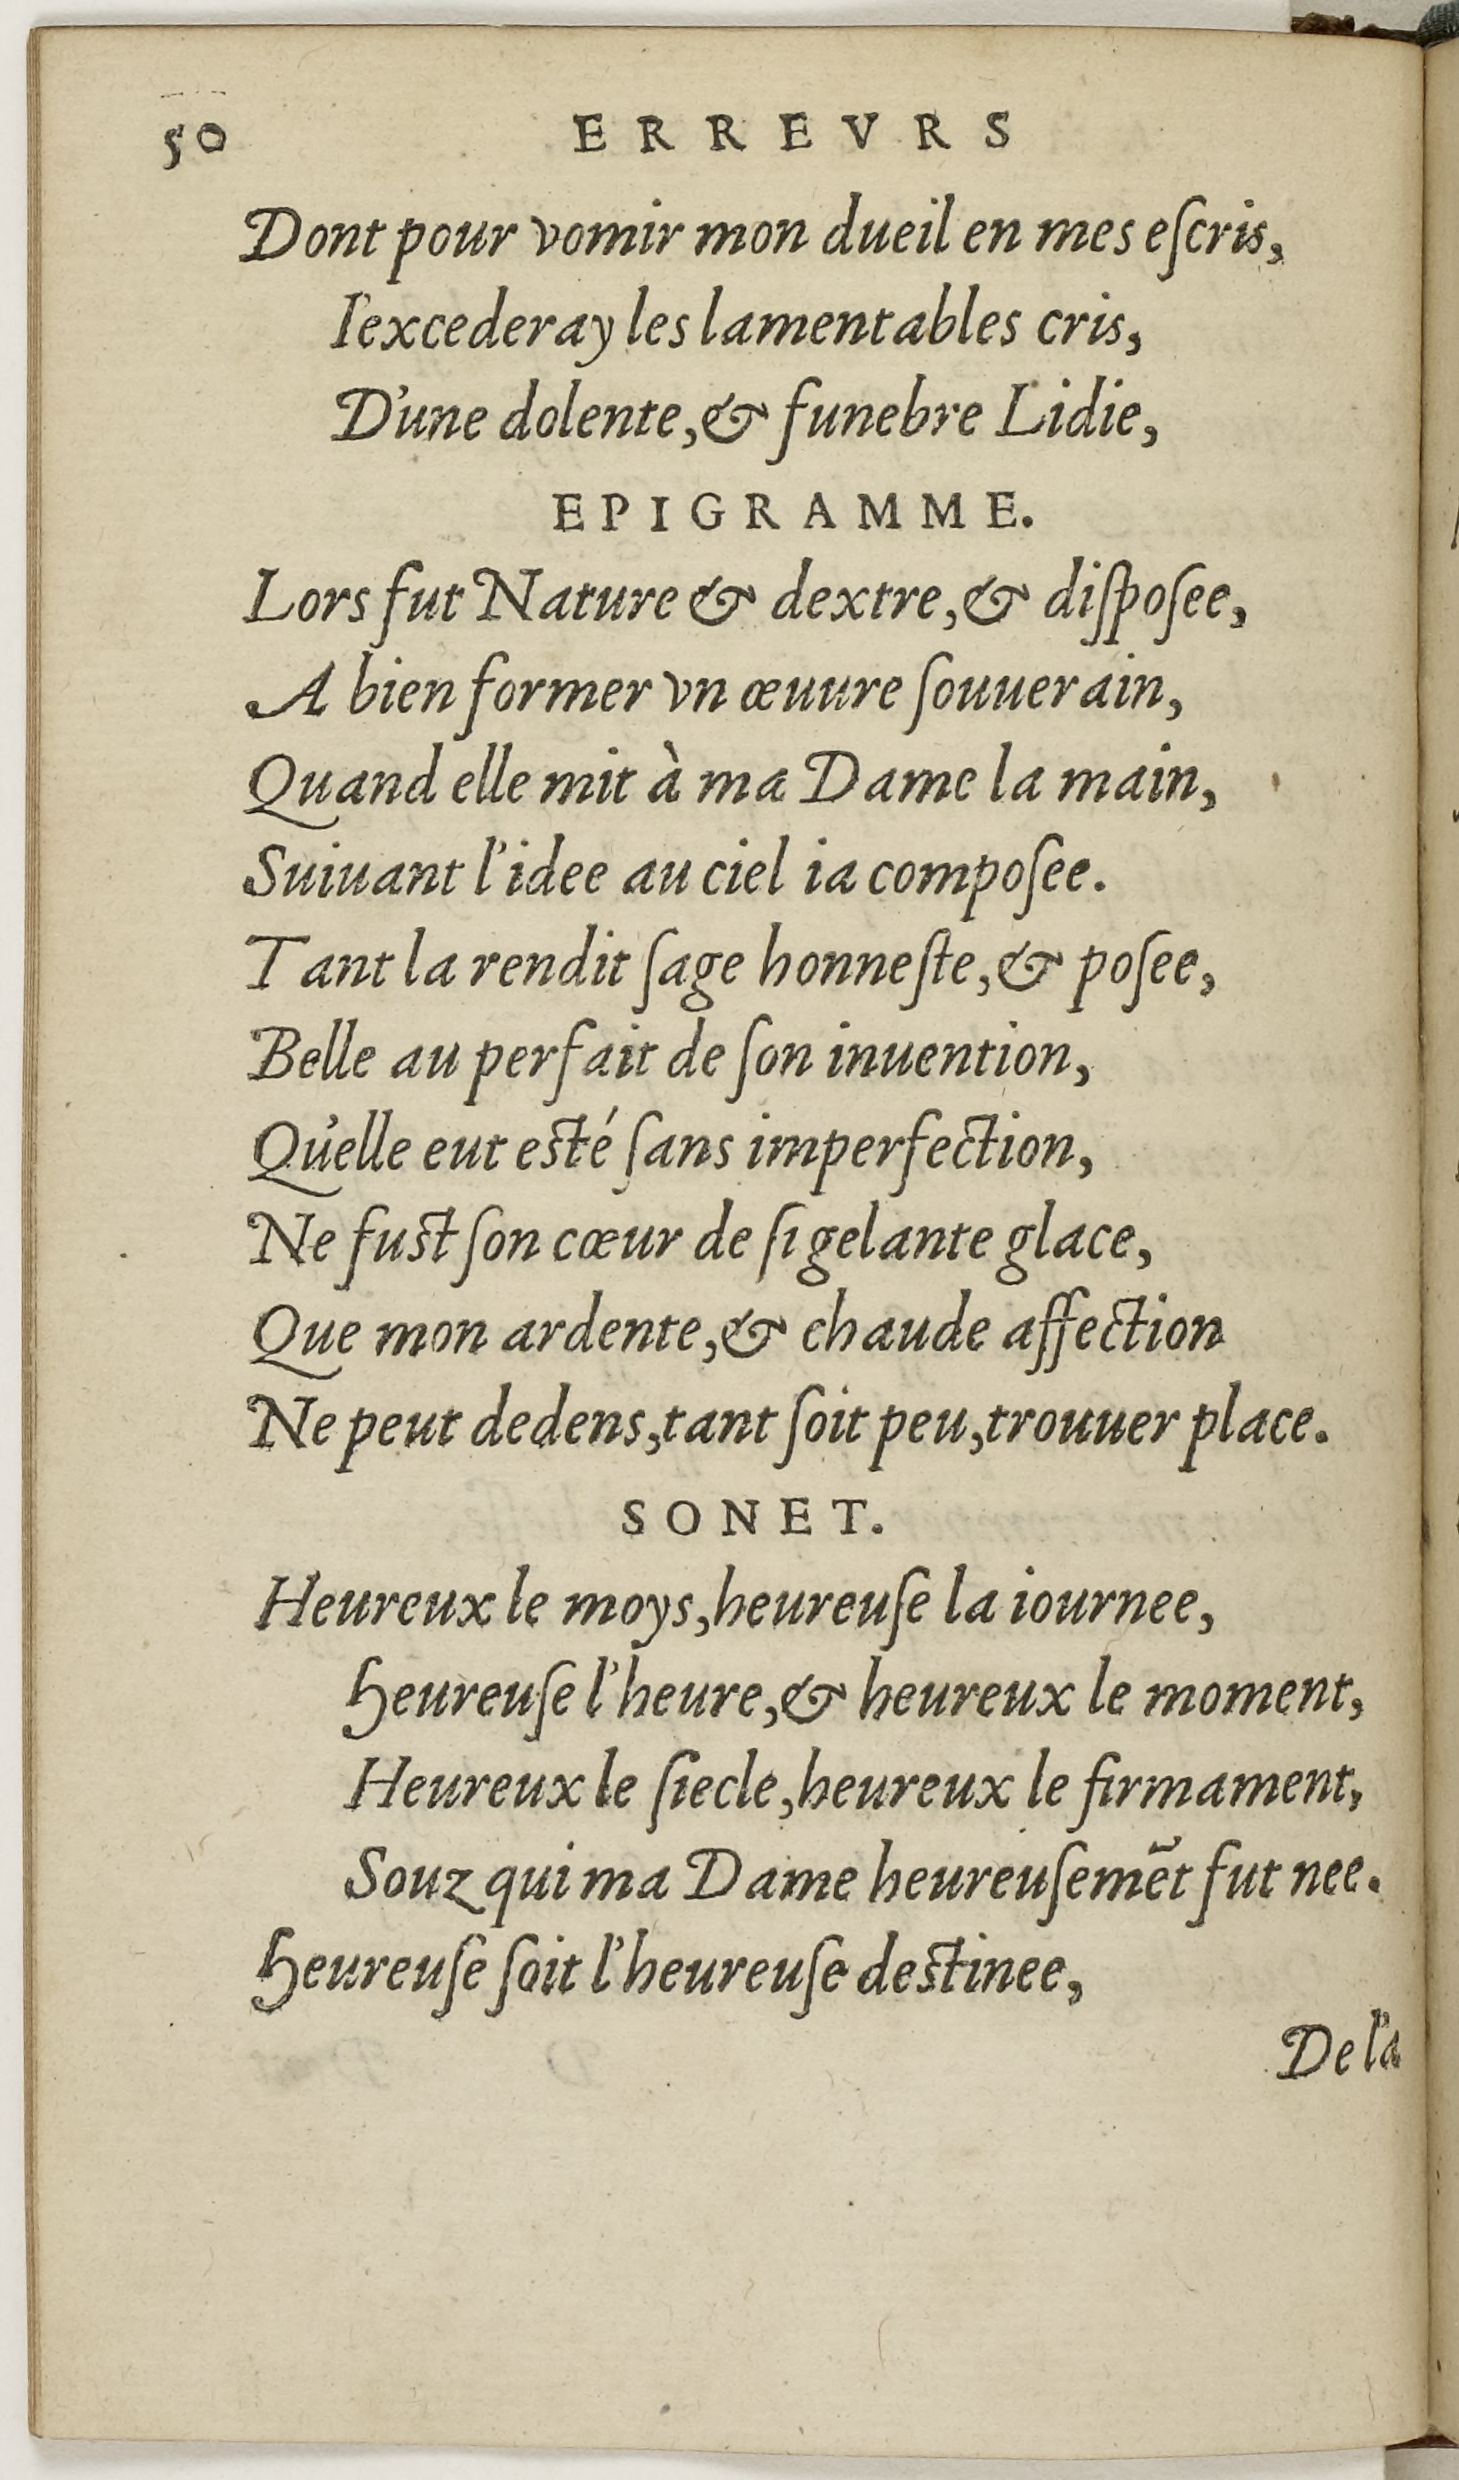 50 ERREVRS
Dont pour vomir mon dueil en mes eſcris,
I'excederay les lamentables cris,
D'une dolente, & funebre Lidie,
EPIGRAMME.
Lors fut Nature & dextre, & diſpoſee,
A bien former vn œuure ſouuerain,
Quand elle mit à ma Dame la main,
Suiuant l'idee au ciel ia compoſee.
Tant la rendit ſage honneſte, & poſee,
Belle au perfait de ſon inuention,
Qu'elle eut esté ſans imperfection,
Ne fust ſon cœur de ſi gelante glace,
Que mon ardente, & chaude affection
Ne peut dedens, tant ſoit peu, trouuer place.
SONET.
Heureux le moys, heureuſe la iournee,
Heureuſe l'heure, & heureux le moment,
Heureux le ſiecle, heureux le firmament,
Souz qui ma Dame heureuſemẽt fut nee.
Heureuſe ſoit l'heureuſe destinee,
De l'a